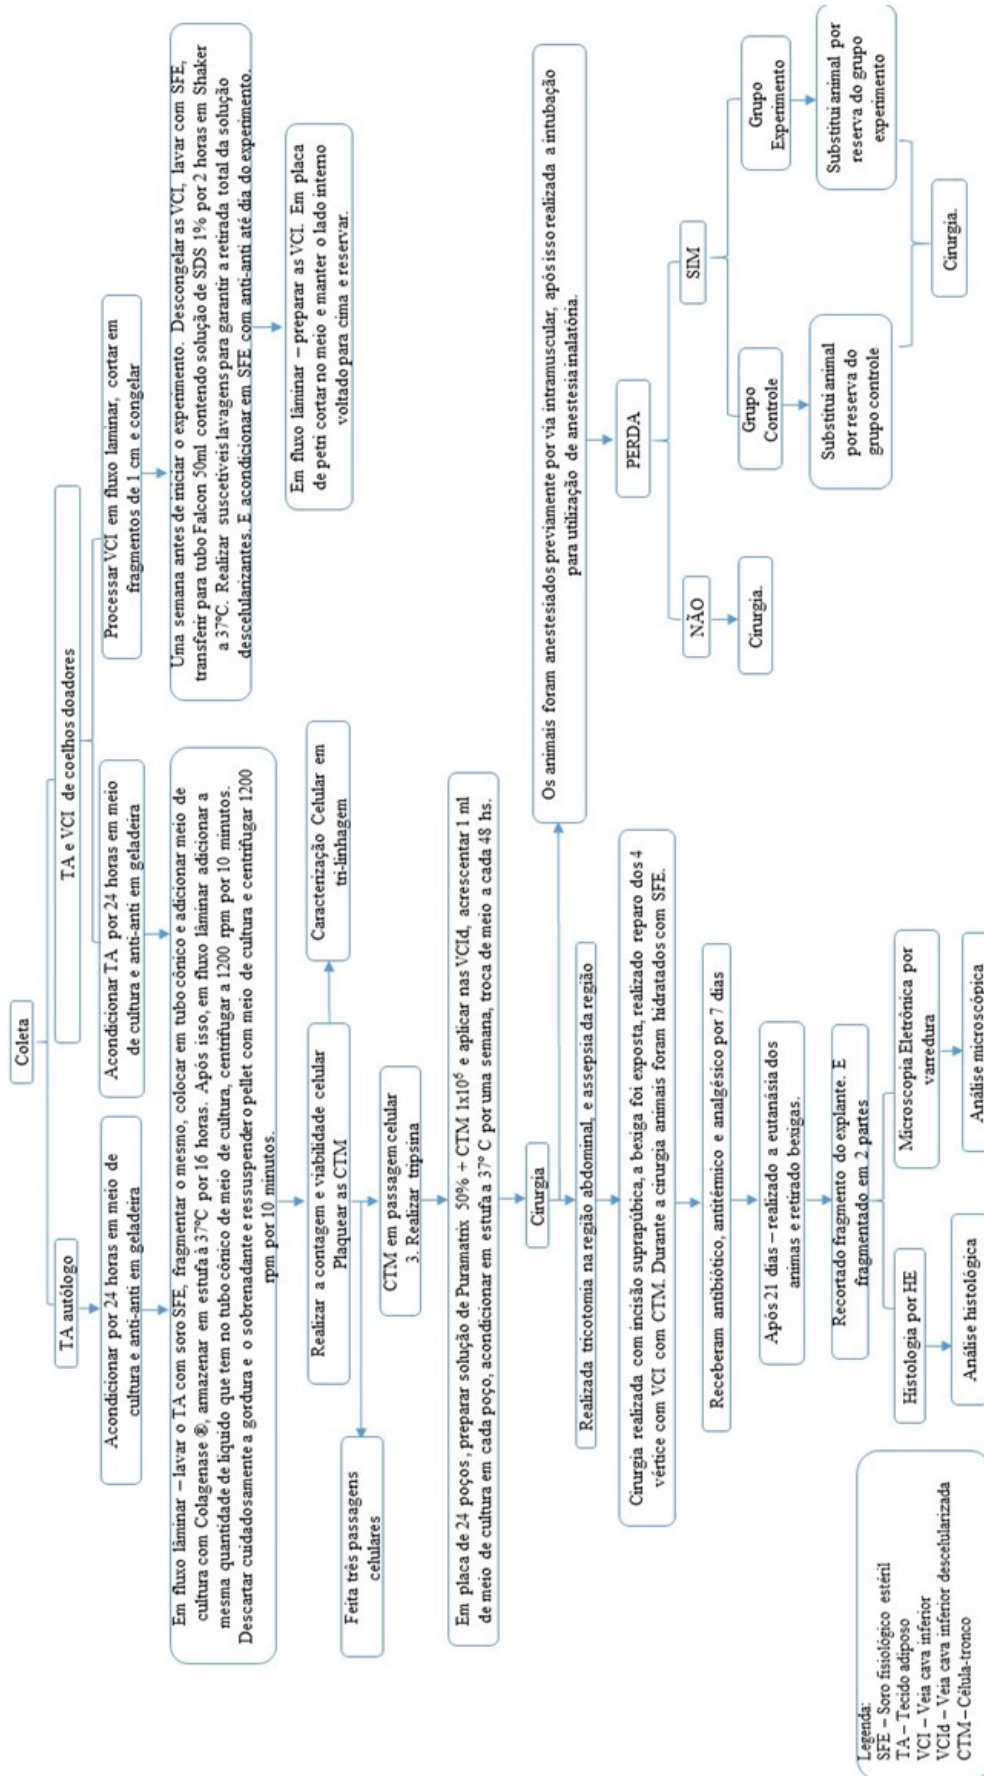 Coleta
TA autólogo
TA e VCI de coelhos doadores
Acondicionar por 24 horas em meio de
cultura e anti-anti em geladeira
Acondicionar TA por 24 horas em meio
de cultura e anti-anti em geladeira
Processar VCI em fluxo laminar, cortar em
fragmentos de 1 cm e congelar
Em fluxo lâminar – lavar o TA com soro SFE, fragmentar o mesmo, colocar em tubo cônico e adicionar meio de
cultura com Colagenase ®, armazenar em estufa à 37ºC por 16 horas. Após isso, em fluxo lâminar adicionar a
mesma quantidade de liquido que tem no tubo cônico de meio de cultura, centrifugar a 1200 rpm por 10 minutos.
Descartar cuidadosamente a gordura e o sobrenadante e ressuspender o pellet com meio de cultura e centrifugar 1200
rpm por 10 minutos.
Uma semana antes de iniciar o experimento. Descongelar as VCI, lavar com SFE,
transferir para tubo Falcon 50ml contendo solução de SDS 1% por 2 horas em Shaker
a 37ºC. Realizar suscetíveis lavagens para garantir a retirada total da solução
descelularizantes. E acondicionar em SFE com anti-anti até dia do experimento.
Em fluxo lâminar – preparar as VCI. Em placa
de petri cortar no meio e manter o lado interno
voltado para cima e reservar.
Realizar a contagem e viabilidade celular
Plaquear as CTM
Caracterização Celular em
tri-linhagem
Feita três passagens
celulares
CTM em passagem celular
3. Realizar tripsina
Em placa de 24 poços, preparar solução de Puramatrix 50% + CTM 1x10⁶ e aplicar nas VCId, acrescentar 1 ml
de meio de cultura em cada poço, acondicionar em estufa a 37º C por uma semana, troca de meio a cada 48 hs.
Cirurgia
Realizada tricotomia na região abdominal, e assepsia da região
Os animais foram anestesiados previamente por via intramuscular, após isso realizada a intubação
para utilização de anestesia inalatória.
Cirurgia realizada com incisão suprapúbica, a bexiga foi exposta, realizado reparo dos 4
vértice com VCI com CTM. Durante a cirurgia animais foram hidratados com SFE.
PERDA
NÃO
SIM
Cirurgia.
Grupo
Controle
Grupo
Experimento
Substitui animal
por reserva do
grupo controle
Substitui animal por
reserva do grupo
experimento
Cirurgia.
Receberam antibiótico, antitérmico e analgésico por 7 dias
Após 21 dias – realizado a eutanásia dos
animas e retirado bexigas.
Recortado fragmento do explante. E
fragmentado em 2 partes
Histologia por HE
Microscopia Eletrônica por
varredura
Análise histológica
Análise microscópica
Legenda:
SFE – Soro fisiológico estéril
TA – Tecido adiposo
VCI – Veia cava inferior
VCId – Veia cava inferior descelularizada
CTM – Célula-tronco